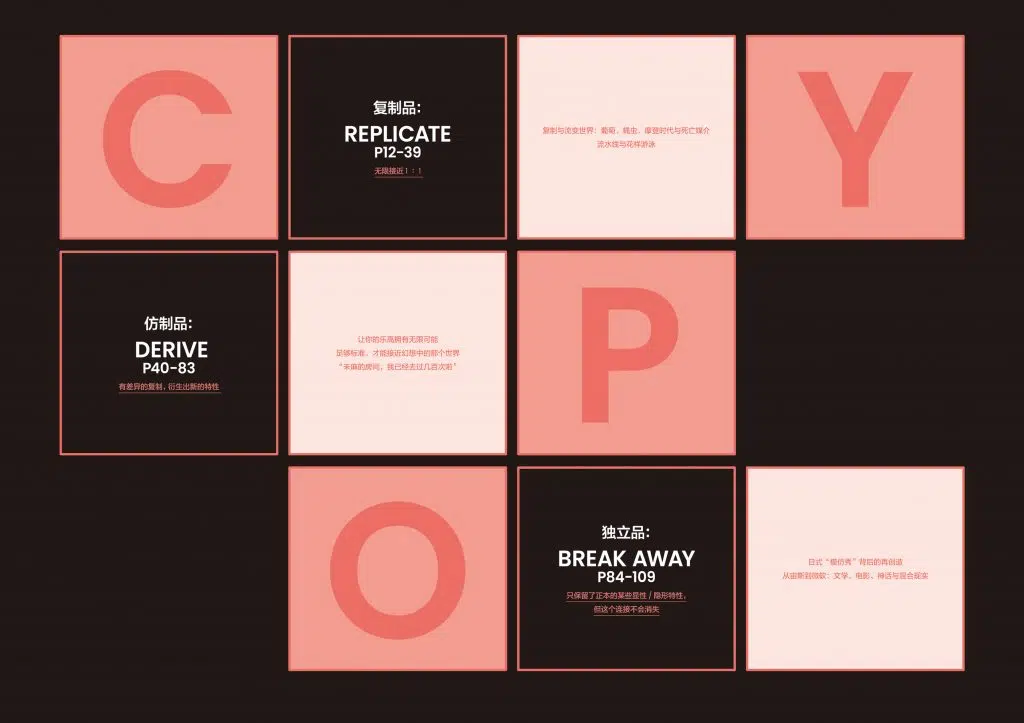 C
复制品：
REPLICATE
P12-39
无限接近1：1
复制与流变世界：葡萄、蠕虫、摩登时代与死亡媒介
流水线与花样游泳
Y
仿制品：
DERIVE
P40-83
有差异的复制，衍生出新的特性
让你的乐高拥有无限可能
足够标准，才能接近幻想中的那个世界
“禾麻的房间，我已经去过几百次啦”
P
O
独立品：
BREAK AWAY
P84-109
只保留了正本的某些显性 / 隐形特性，
但这个连接不会消失
日式“模仿秀”背后的再创造
从宙斯到微软：文学、电影、神话与混合现实